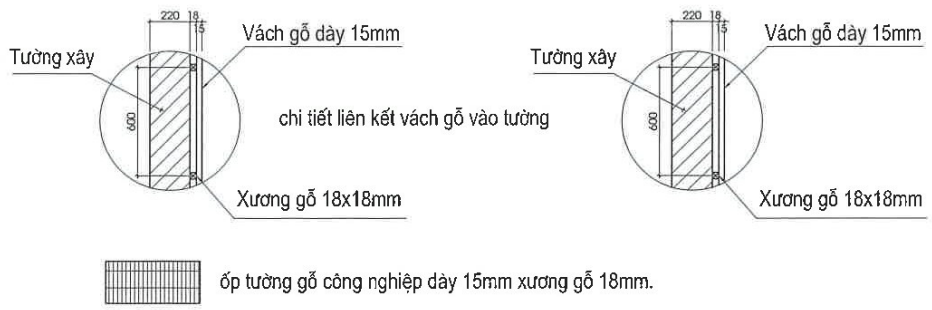 220 18
15
Vách gỗ dày 15mm
Tường xây
600
chi tiết liên kết vách gỗ vào tường
Xương gỗ 18x18mm
220 18
15
Vách gỗ dày 15mm
Tường xây
600
Xương gỗ 18x18mm
ốp tường gỗ công nghiệp dày 15mm xương gỗ 18mm.